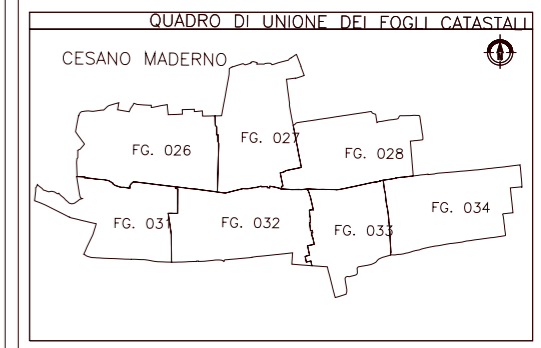 QUADRO DI UNIONE DEI FOGLI CATASTALI
CESANO MADERNO
FG. 026
FG. 027
FG. 028
FG. 031
FG. 032
FG. 033
FG. 034